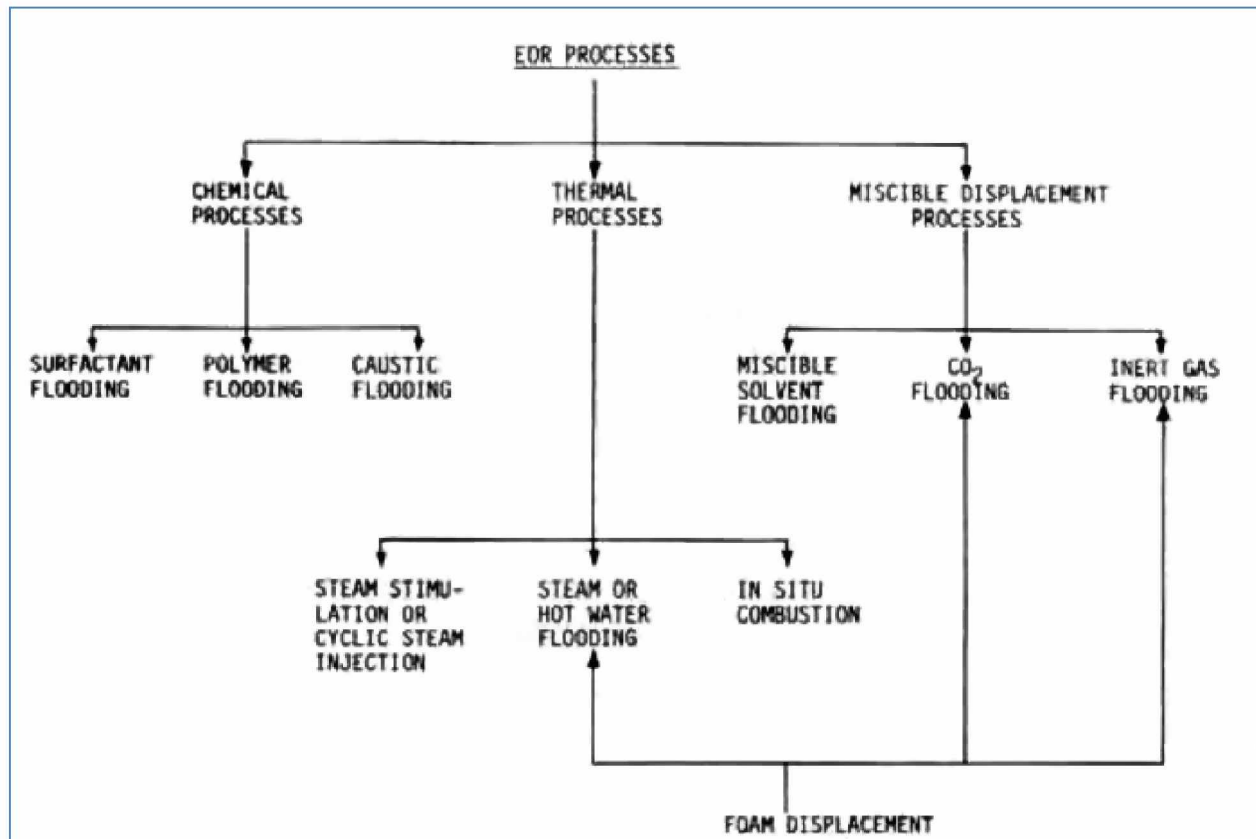 EOR PROCESSES
CHEMICAL
PROCESSES
THERMAL
PROCESSES
MISCIBLE DISPLACEMENT
PROCESSES
SURFACTANT
FLOODING
POLYMER
FLOODING
CAUSTIC
FLOODING
MISCIBLE
SOLVENT
FLOODING
CO2
FLOODING
INERT GAS
FLOODING
STEAM STIMU-
LATION OR
CYCLIC STEAM
INJECTION
STEAM OR
HOT WATER
FLOODING
IN SITU
COMBUSTION
FOAM DISPLACEMENT